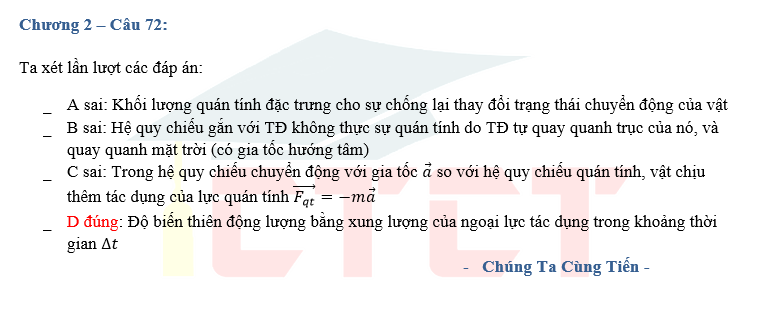 Chương 2 – Câu 72:
Ta xét lần lượt các đáp án:
_ A sai: Khối lượng quán tính đặc trưng cho sự chống lại thay đổi trạng thái chuyển động của vật
_ B sai: Hệ quy chiếu gắn với TĐ không thực sự quán tính do TĐ tự quay quanh trục của nó, và
quay quanh mặt trời (có gia tốc hướng tâm)
_ C sai: Trong hệ quy chiếu chuyển động với gia tốc \vec{a} so với hệ quy chiếu quán tính, vật chịu
thêm tác dụng của lực quán tính \overrightarrow{F_{qt}} = −m\vec{a}
_ D đúng: Độ biến thiên động lượng bằng xung lượng của ngoại lực tác dụng trong khoảng thời
gian Δt
- Chúng Ta Cùng Tiến -
CTCT